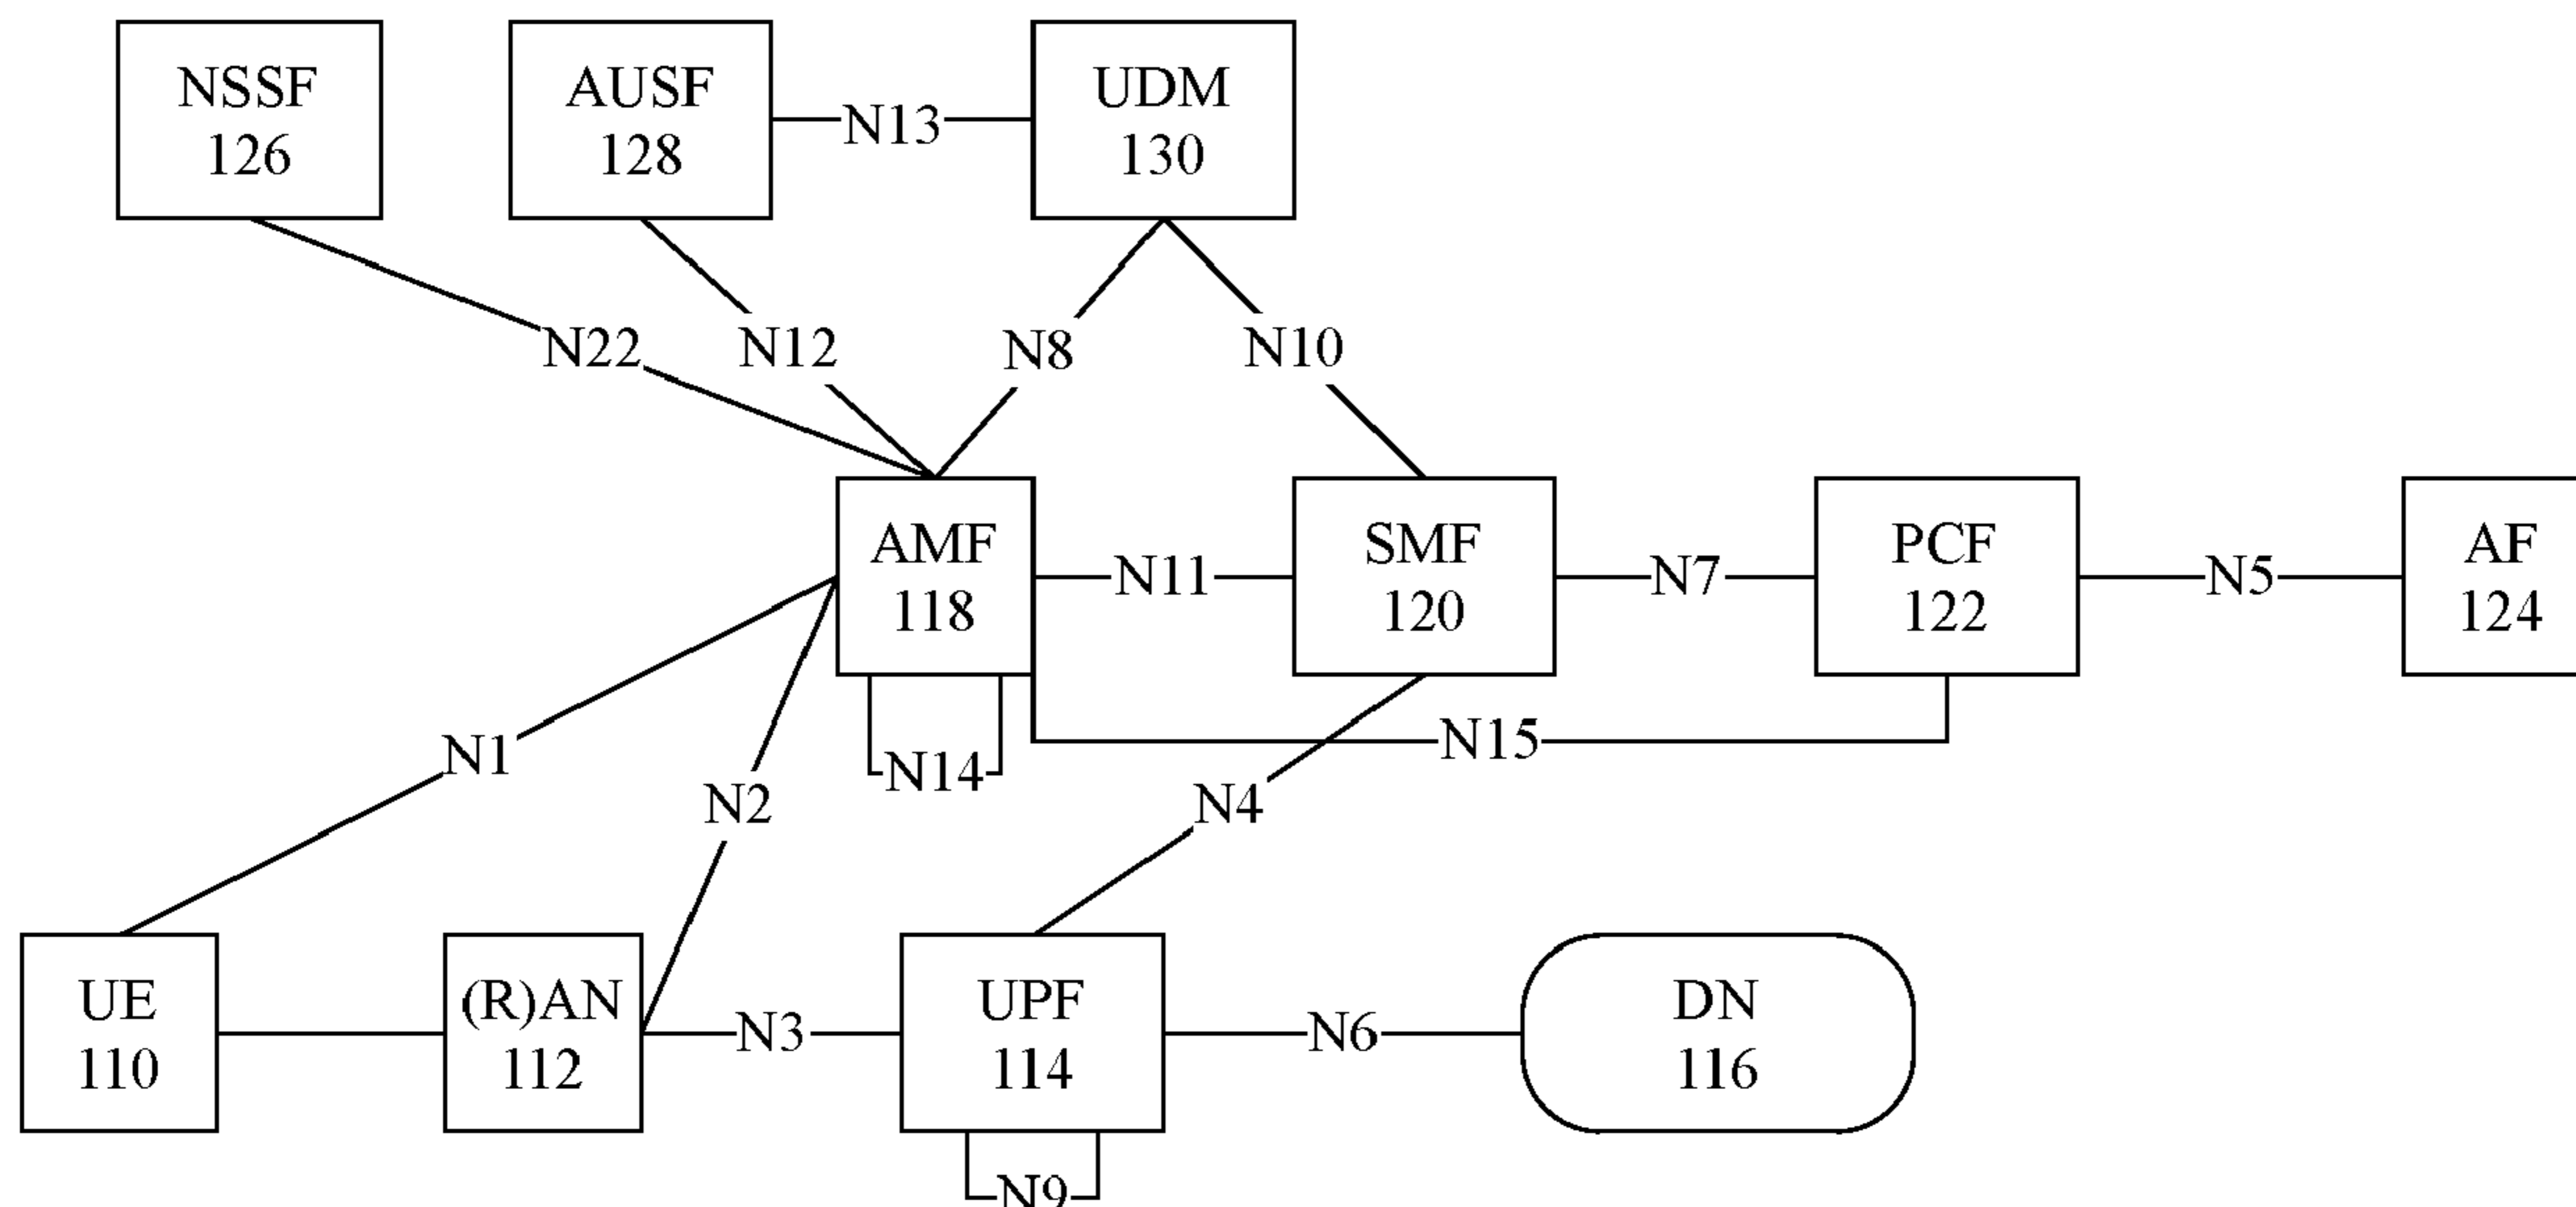 NSSF
126
AUSF
128
N13
UDM
130
N22
N12
N8
N10
AMF
118
N11
SMF
120
N7
PCF
122
N5
AF
124
N1
N14
N15
N2
N4
UE
110
(R)AN
112
N3
UPF
114
N6
DN
116
N9